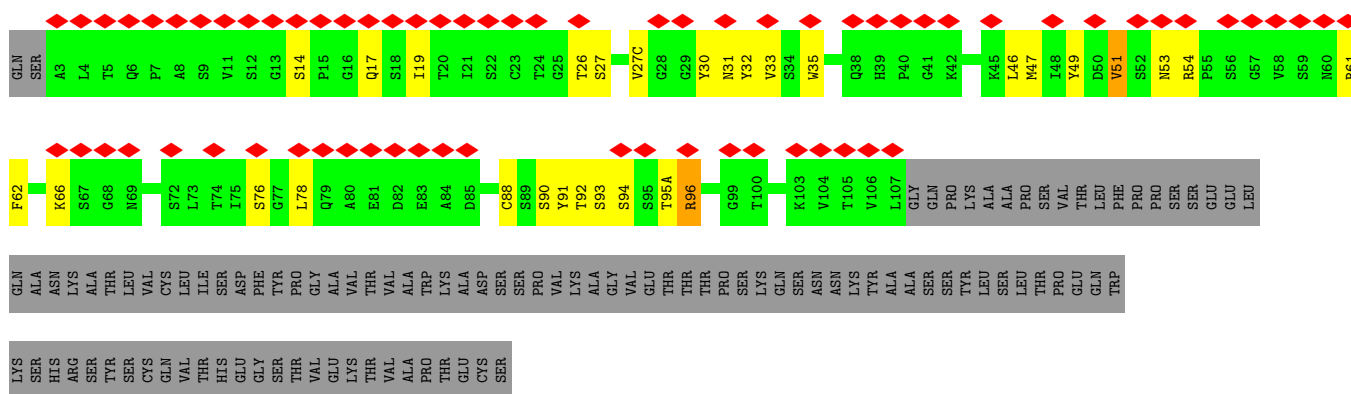 GLN SER A3 L4 T5 Q6 P7 A8 S9 V11 S12 G13 S14 P15 G16 Q17 S18 I19 T20 I21 S22 C23 T24 G25 T26 S27 V27C G28 G29 Y30 N31 Y32 V33 S34 W35 Q38 H39 P40 G41 K42 K45 L46 M47 I48 Y49 D50 V51 S52 N53 R54 P55 S56 G57 V58 S59 N60 R61
F62 K66 S67 G68 N69 S72 L73 T74 I75 S76 G77 L78 Q79 A80 E81 D82 E83 A84 D85 C88 S89 S90 Y91 T92 S93 S94 S95 T95A R96 G99 T100 K103 V104 T105 V106 L107 GLY GLN PRO LYS ALA ALA PRO SER VAL THR LEU PHE PRO PRO SER SER GLU GLU LEU
GLN ALA ASN LYS ALA THR LEU VAL CYS LEU ILE SER ASP PHE TYR PRO GLY ALA VAL THR VAL ALA TRP LYS ALA ASP SER SER PRO VAL LYS ALA GLY VAL GLU THR THR THR PRO SER LYS GLN SER ASN ASN LYS TYR ALA ALA SER SER TYR LEU SER LEU THR PRO GLU GLN TRP
LYS SER HIS ARG SER TYR SER CYS GLN VAL THR HIS GLU GLY SER THR VAL GLU LYS THR VAL ALA PRO THR GLU CYS SER